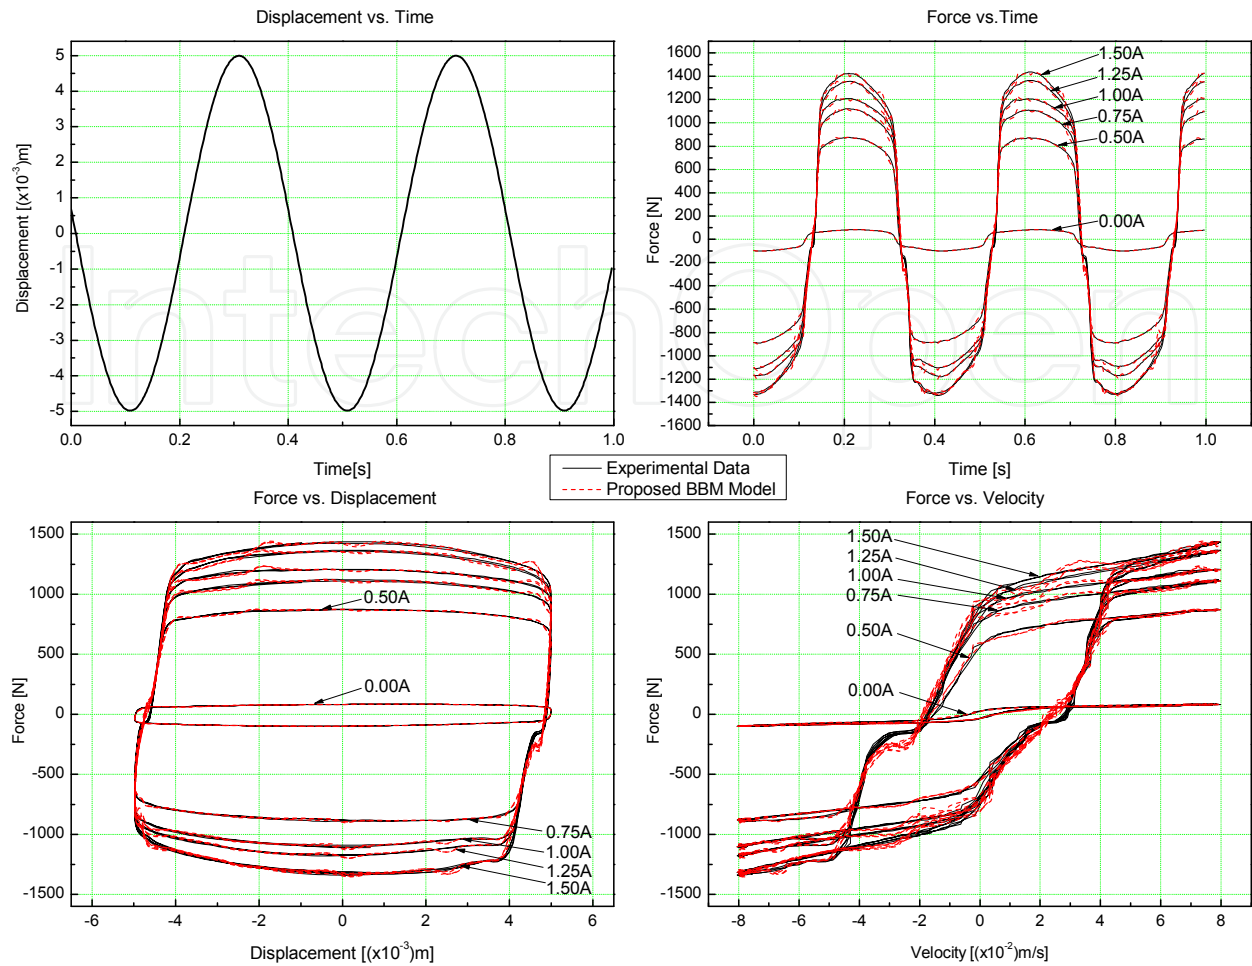 Displacement vs. Time
5
4
3
2
1
0
-1
-2
-3
-4
-5
Displacement [(x10-3)m]
0.0 0.2 0.4 0.6 0.8 1.0
Time[s]
Force vs.Time
1600
1400
1200
1000
800
600
400
200
0
-200
-400
-600
-800
-1000
-1200
-1400
-1600
Force [N]
1.50A
1.25A
1.00A
0.75A
0.50A
0.00A
0.0 0.2 0.4 0.6 0.8 1.0
Time [s]
IntechOpen
Experimental Data
Proposed BBM Model
Force vs. Displacement
1500
1000
500
0
-500
-1000
-1500
Force [N]
0.50A
0.00A
0.75A
1.00A
1.25A
1.50A
-6 -4 -2 0 2 4 6
Displacement [(x10-3)m]
Force vs. Velocity
1500
1000
500
0
-500
-1000
-1500
Force [N]
1.50A
1.25A
1.00A
0.75A
0.50A
0.00A
-8 -6 -4 -2 0 2 4 6 8
Velocity [(x10-2)m/s]